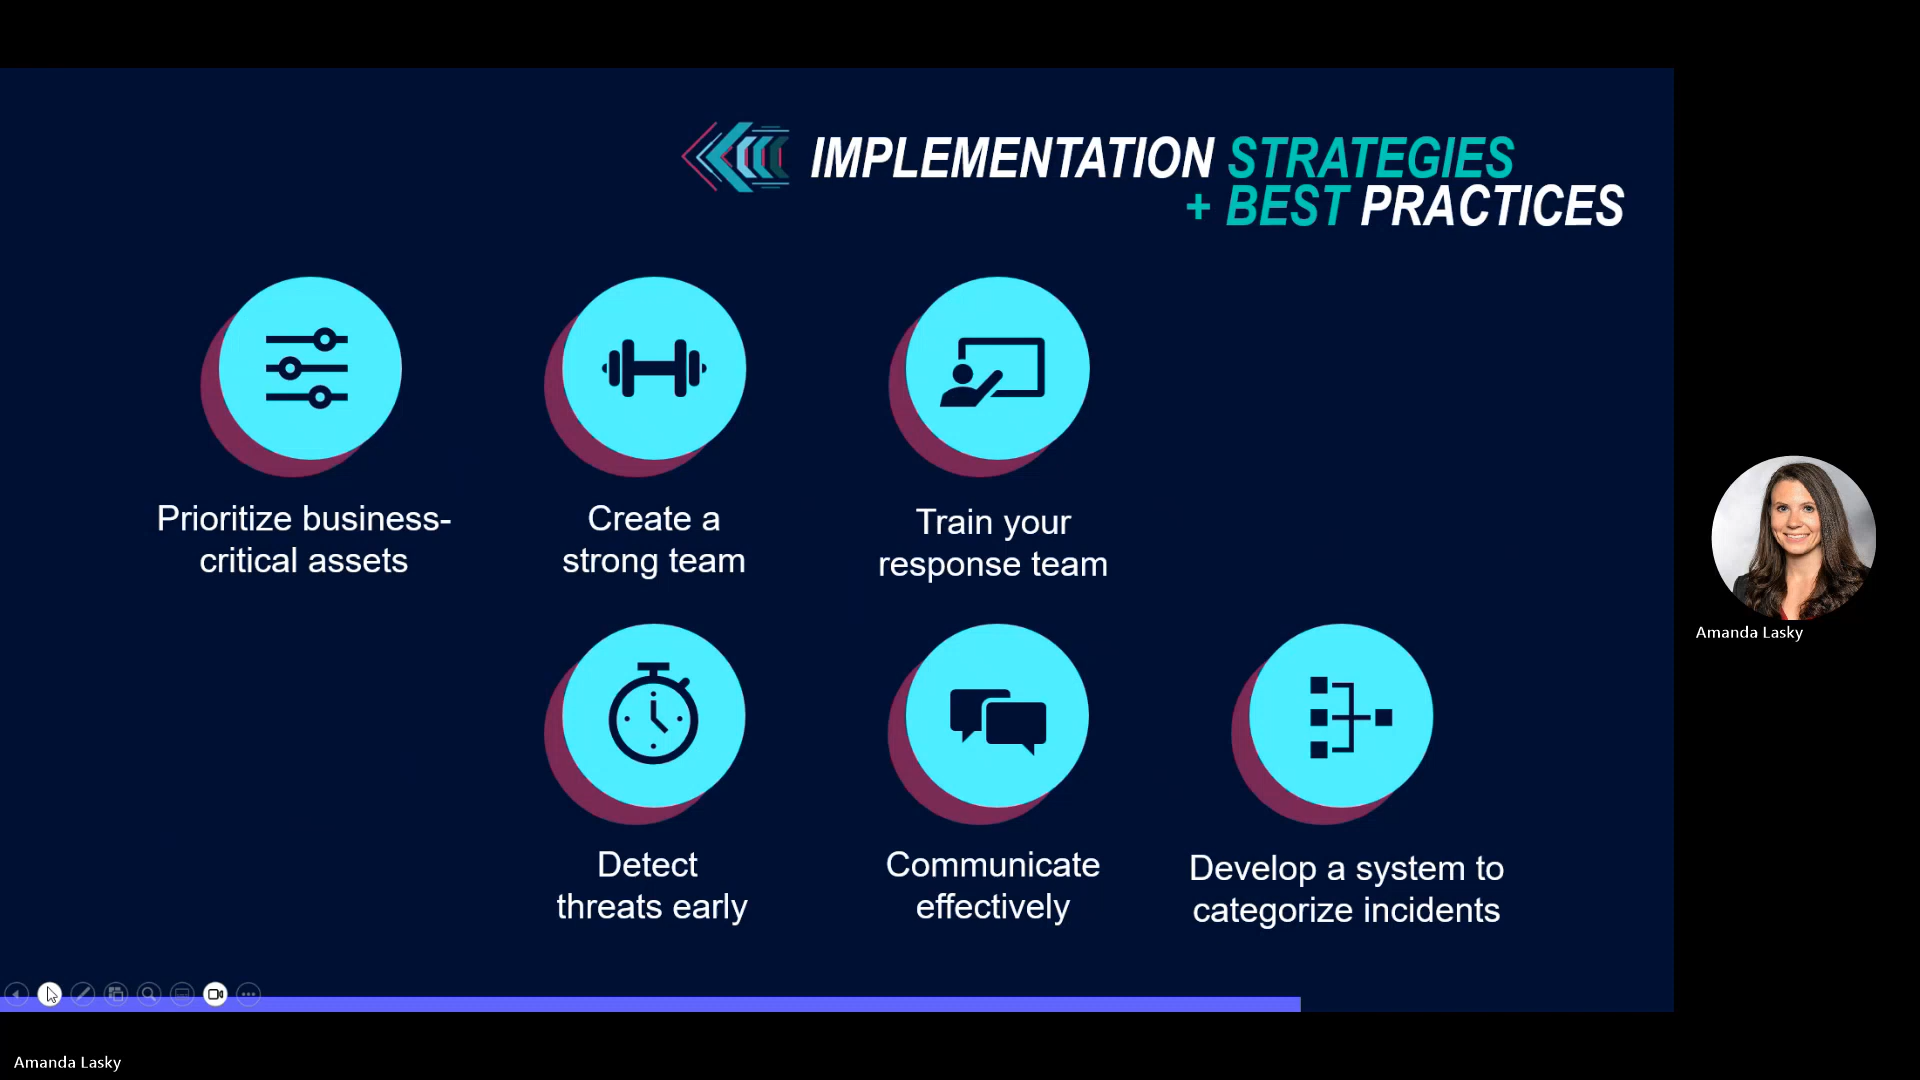 IMPLEMENTATION STRATEGIES
+ BEST PRACTICES
Prioritize business-
critical assets
Create a
strong team
Train your
response team
Detect
threats early
Communicate
effectively
Develop a system to
categorize incidents
Amanda Lasky
Amanda Lasky